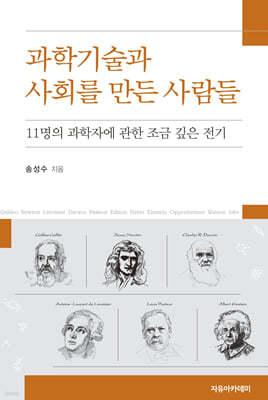 과학기술과
사회를 만든 사람들
11명의 과학자에 관한 조금 깊은 전기
송성수 지음
Galileo Newton Lavoisier Darwin Pasteur Edison Haber Einstein Oppenheimer Watson Jobs
Galileo Galilei
Isaac Newton
Charles R. Darwin
Antoine-Laurent de Lavoisier
Louis Pasteur
Albert Einstein
자유아카데미